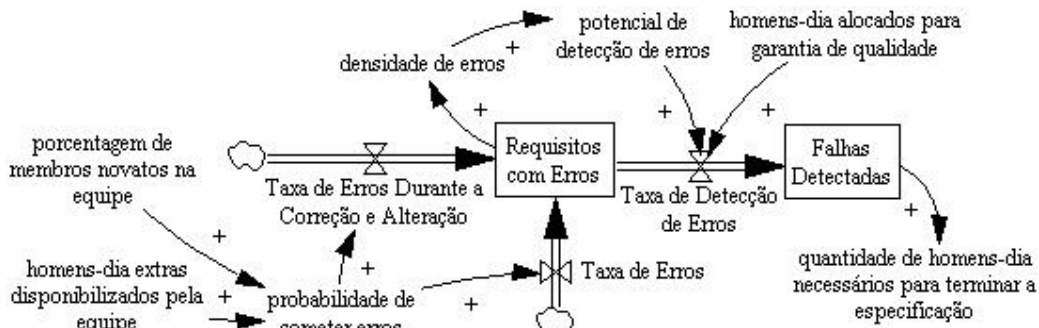 potencial de
detecção de erros
homens-dia alocados para
garantia de qualidade
+
densidade de erros
+
+
+
porcentagem de
membros novatos na
equipe
Requisitos
com Erros
Falhas
Detectadas
Taxa de Erros Durante a
Correção e Alteração
Taxa de Detecção
de Erros
+
+
+
homens-dia extras
disponibilizados pela
equipe
+
probabilidade de
cometer erros
+
Taxa de Erros
quantidade de homens-dia
necessários para terminar a
especificação